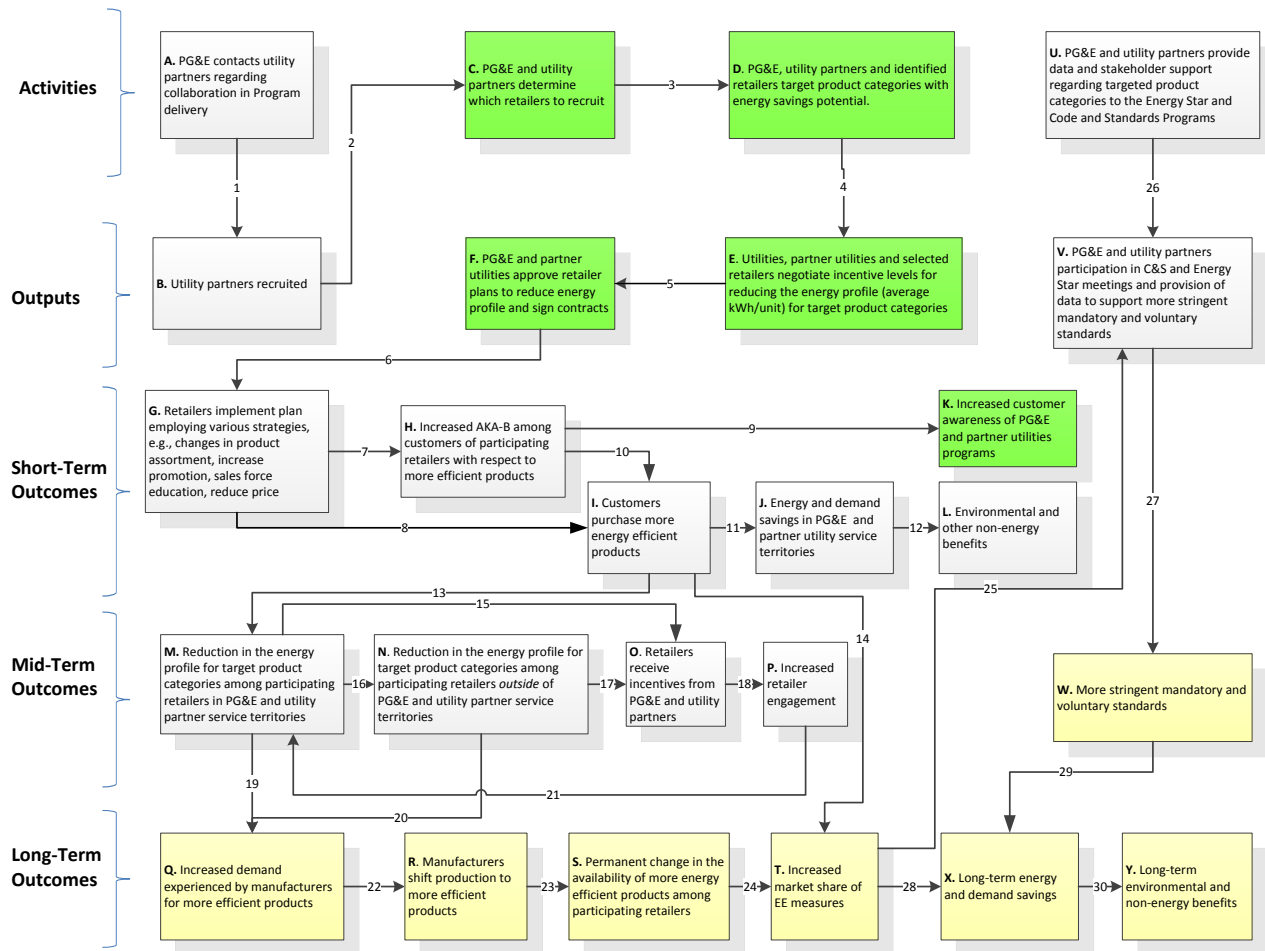 Activities
A. PG&E contacts utility
partners regarding
collaboration in Program
delivery
C. PG&E and utility
partners determine
which retailers to recruit
3
D. PG&E, utility partners and identified
retailers target product categories with
energy savings potential.
U. PG&E and utility partners provide
data and stakeholder support
regarding targeted product
categories to the Energy Star and
Code and Standards Programs
2
1
4
26
Outputs
B. Utility partners recruited
F. PG&E and partner
utilities approve retailer
plans to reduce energy
profile and sign contracts
5
E. Utilities, partner utilities and selected
retailers negotiate incentive levels for
reducing the energy profile (average
kWh/unit) for target product categories
V. PG&E and utility partners
participation in C&S and Energy
Star meetings and provision of
data to support more stringent
mandatory and voluntary
standards
6
Short-Term
Outcomes
G. Retailers implement plan
employing various strategies,
e.g., changes in product
assortment, increase
promotion, sales force
education, reduce price
7
H. Increased AKA-B among
customers of participating
retailers with respect to
more efficient products
9
10
K. Increased customer
awareness of PG&E
and partner utilities
programs
8
I. Customers
purchase more
energy efficient
products
11
J. Energy and demand
savings in PG&E and
partner utility service
territories
12
L. Environmental and
other non-energy
benefits
27
13
15
14
25
Mid-Term
Outcomes
M. Reduction in the energy
profile for target product
categories among participating
retailers in PG&E and utility
partner service territories
16
N. Reduction in the energy profile for
target product categories among
participating retailers outside of
PG&E and utility partner service
territories
17
O. Retailers
receive
incentives from
PG&E and utility
partners
18
P. Increased
retailer
engagement
W. More stringent mandatory and
voluntary standards
19
21
20
29
Long-Term
Outcomes
Q. Increased demand
experienced by manufacturers
for more efficient products
22
R. Manufacturers
shift production to
more efficient
products
23
S. Permanent change in the
availability of more energy
efficient products among
participating retailers
24
T. Increased
market share of
EE measures
28
X. Long-term energy
and demand savings
30
Y. Long-term
environmental and
non-energy benefits